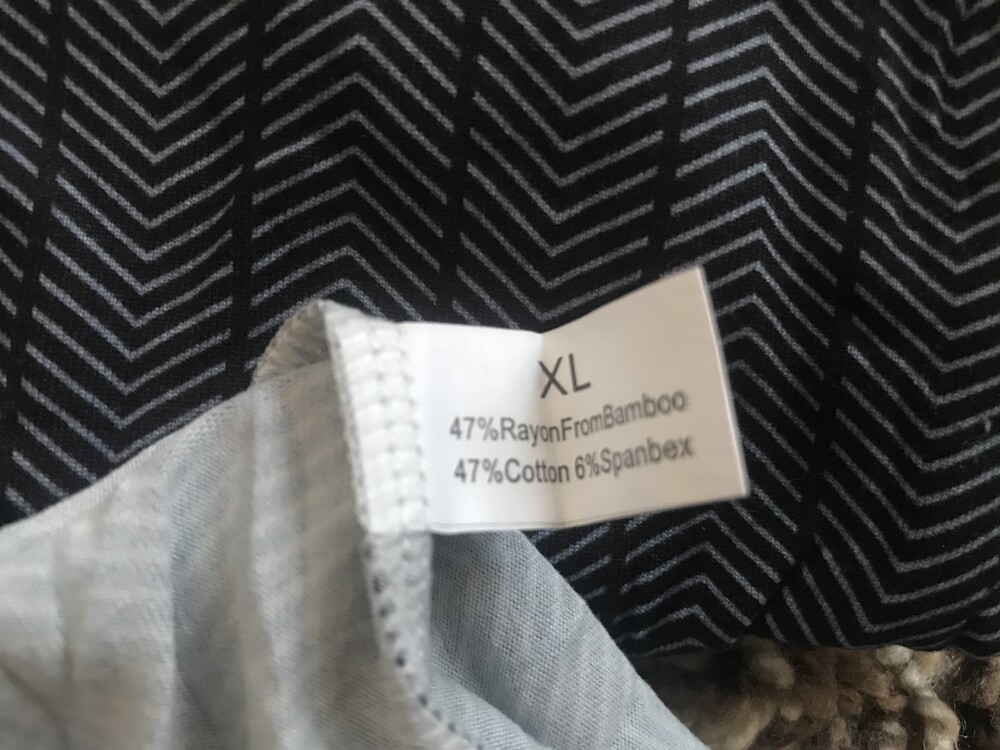 XL
47%RayonFromBamboo
47%Cotton 6%Spanbex